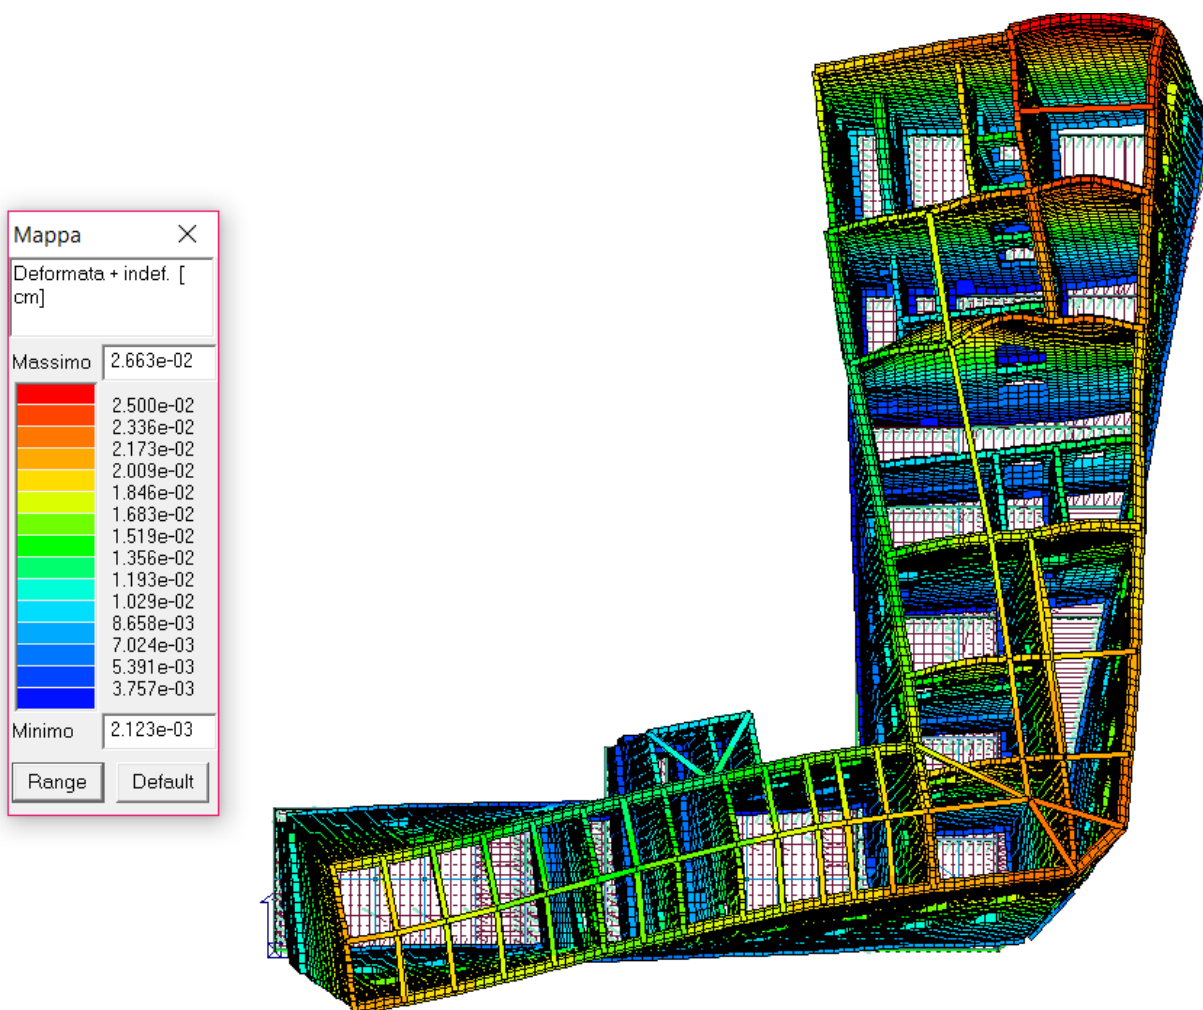 Mappa
Deformata + indef. [
cm]
Massimo 2.663e-02
2.500e-02
2.336e-02
2.173e-02
2.009e-02
1.846e-02
1.683e-02
1.519e-02
1.356e-02
1.193e-02
1.029e-02
8.658e-03
7.024e-03
5.391e-03
3.757e-03
Minimo 2.123e-03
Range Default